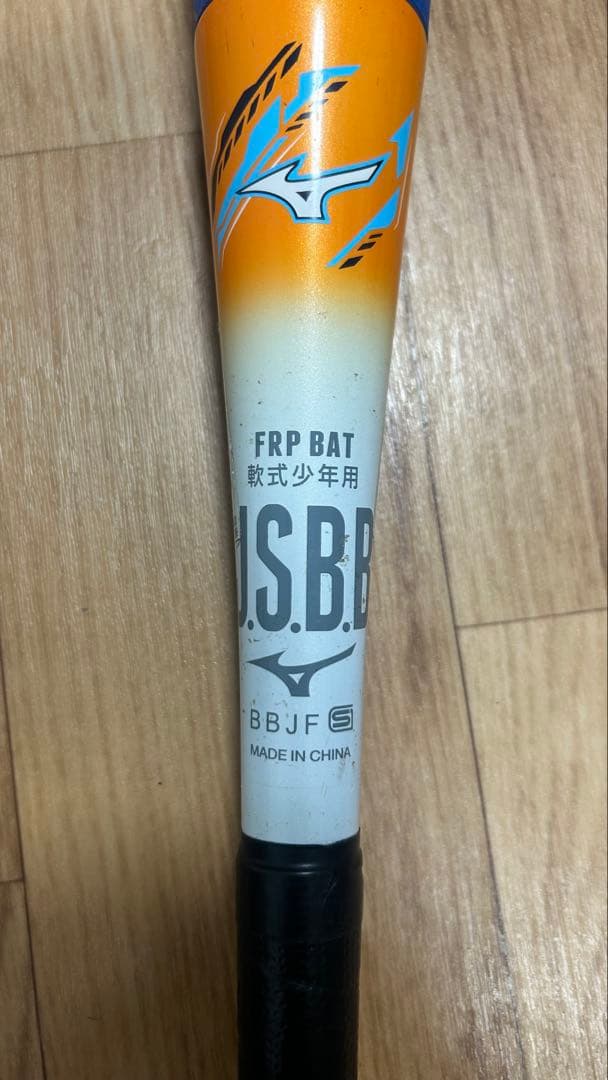 FRP BAT
軟式少年用
J.S.B.B
BBJF S
MADE IN CHINA